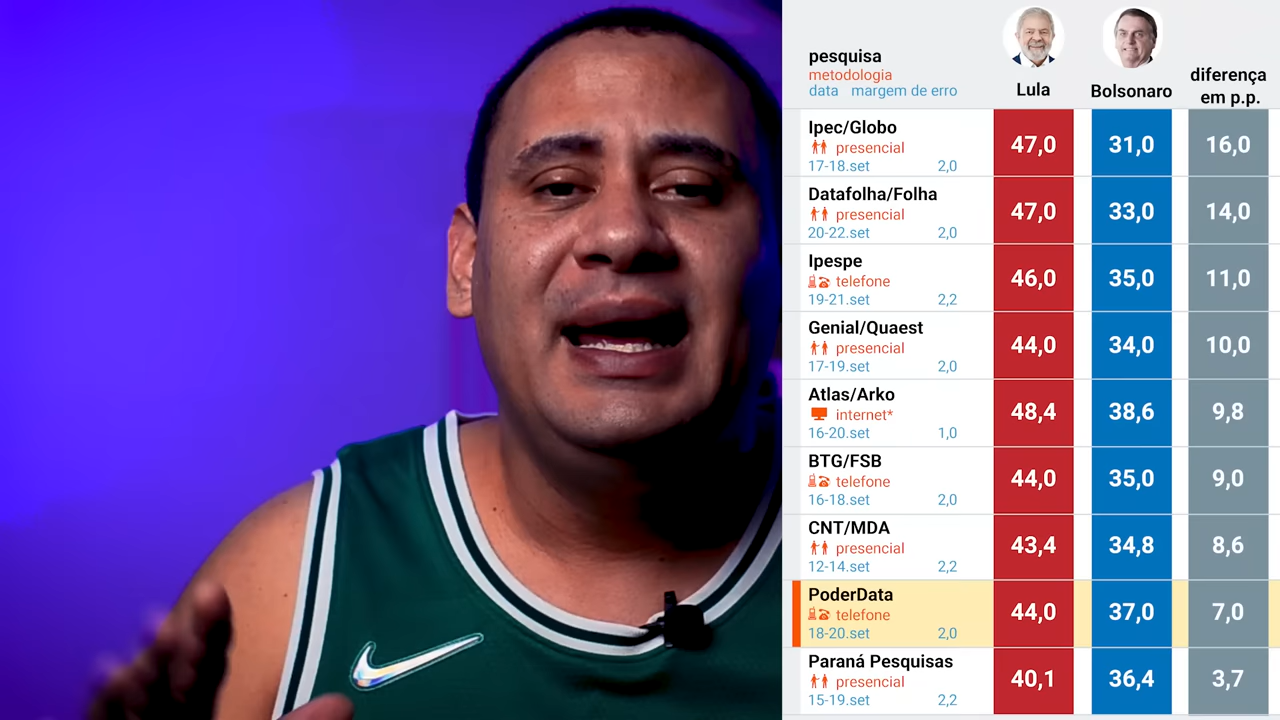 pesquisa
metodologia
data margem de erro
Lula
Bolsonaro
diferença
em p.p.
Ipec/Globo
presencial
17-18.set 2,0
47,0 31,0 16,0
Datafolha/Folha
presencial
20-22.set 2,0
47,0 33,0 14,0
Ipespe
telefone
19-21.set 2,2
46,0 35,0 11,0
Genial/Quaest
presencial
17-19.set 2,0
44,0 34,0 10,0
Atlas/Arko
internet*
16-20.set 1,0
48,4 38,6 9,8
BTG/FSB
telefone
16-18.set 2,0
44,0 35,0 9,0
CNT/MDA
presencial
12-14.set 2,2
43,4 34,8 8,6
PoderData
telefone
18-20.set 2,0
44,0 37,0 7,0
Paraná Pesquisas
presencial
15-19.set 2,2
40,1 36,4 3,7